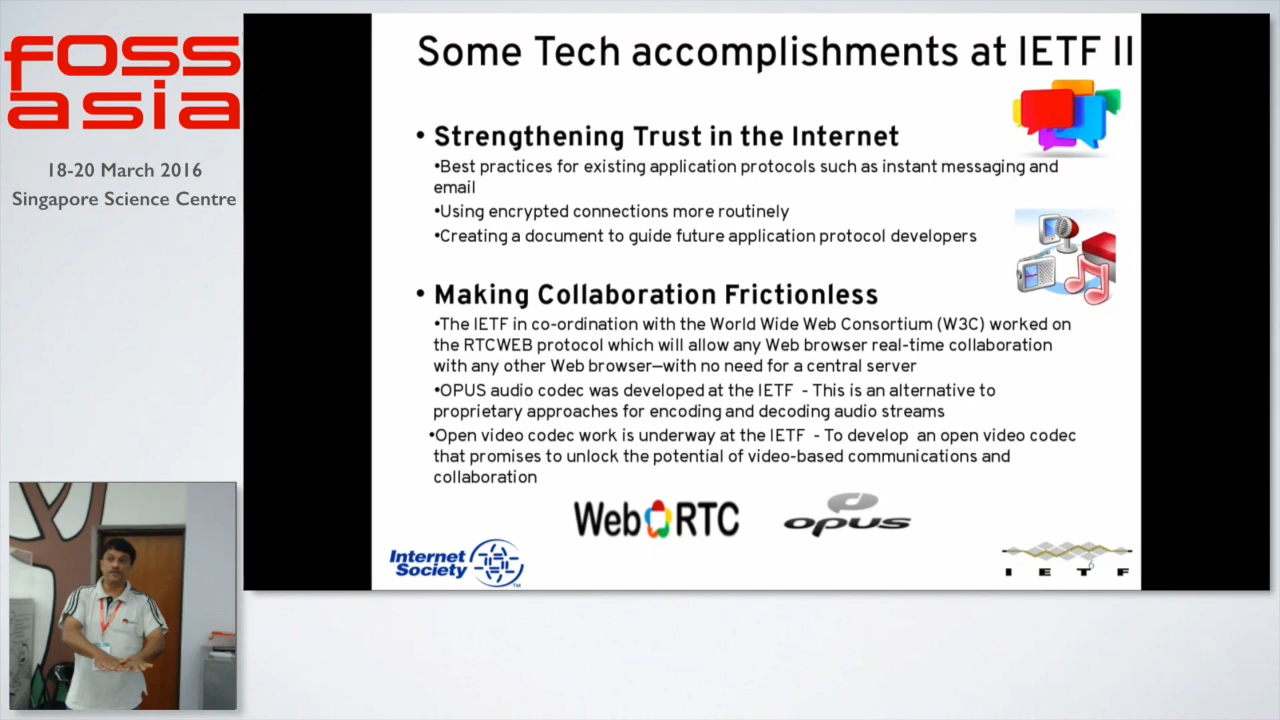 foss
asia
18-20 March 2016
Singapore Science Centre
Some Tech accomplishments at IETF II
• Strengthening Trust in the Internet
•Best practices for existing application protocols such as instant messaging and
email
•Using encrypted connections more routinely
•Creating a document to guide future application protocol developers
• Making Collaboration Frictionless
•The IETF in co-ordination with the World Wide Web Consortium (W3C) worked on
the RTCWEB protocol which will allow any Web browser real-time collaboration
with any other Web browser—with no need for a central server
•OPUS audio codec was developed at the IETF - This is an alternative to
proprietary approaches for encoding and decoding audio streams
•Open video codec work is underway at the IETF - To develop an open video codec
that promises to unlock the potential of video-based communications and
collaboration
WebRTC
opus
Internet
Society
TM
6
I E T F